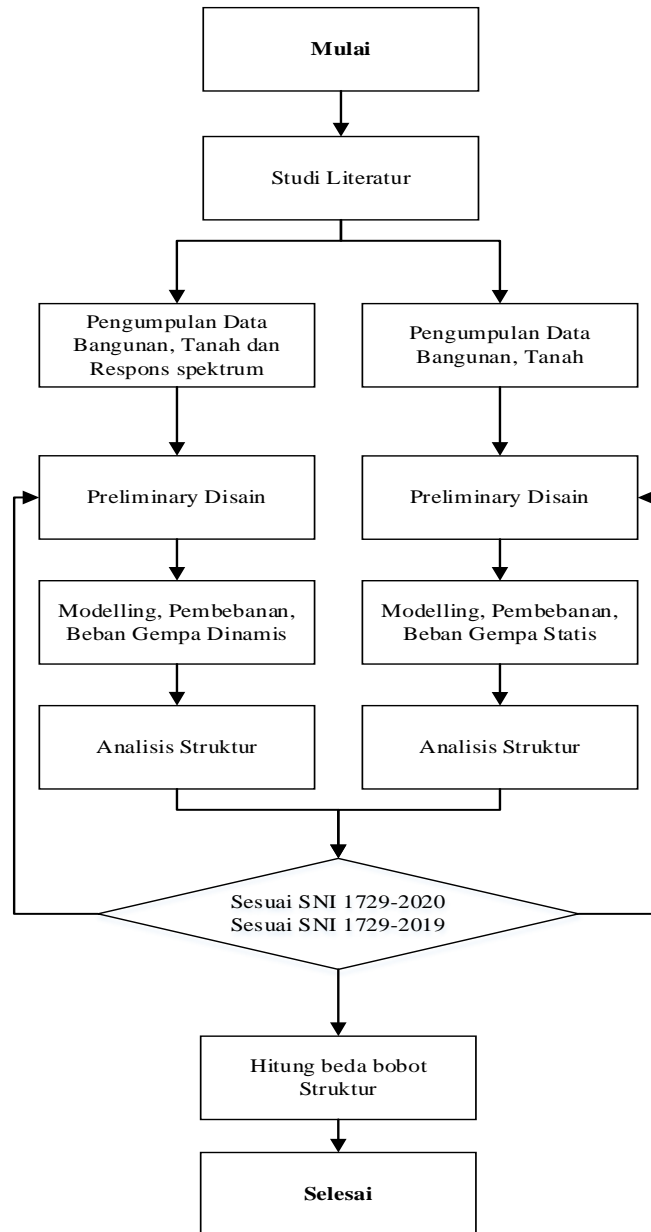 Mulai
Studi Literatur
Pengumpulan Data
Bangunan, Tanah dan
Respons spektrum
Pengumpulan Data
Bangunan, Tanah
Preliminary Disain
Preliminary Disain
Modelling, Pembebanan,
Beban Gempa Dinamis
Modelling, Pembebanan,
Beban Gempa Statis
Analisis Struktur
Analisis Struktur
Sesuai SNI 1729-2020
Sesuai SNI 1729-2019
Hitung beda bobot
Struktur
Selesai